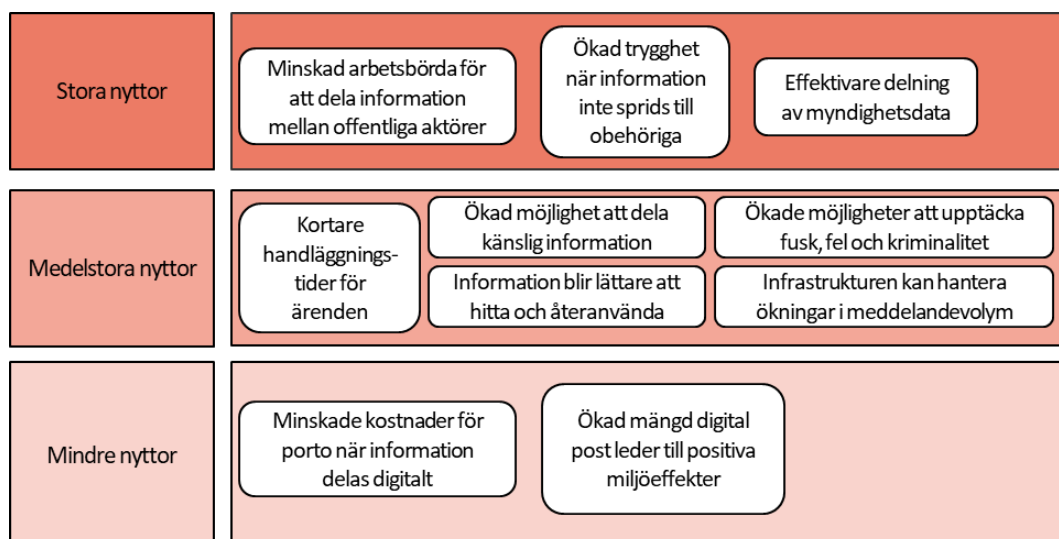 Stora nyttor
Minskad arbetsbörda för
att dela information
mellan offentliga aktörer
Ökad trygghet
när information
inte sprids till
obehöriga
Effektivare delning
av myndighetsdata
Medelstora nyttor
Kortare
handläggnings-
tider för
ärenden
Ökad möjlighet att dela
känslig information
Information blir lättare att
hitta och återanvända
Ökade möjligheter att upptäcka
fusk, fel och kriminalitet
Infrastrukturen kan hantera
ökningar i meddelandevolym
Mindre nyttor
Minskade kostnader för
porto när information
delas digitalt
Ökad mängd digital
post leder till positiva
miljöeffekter